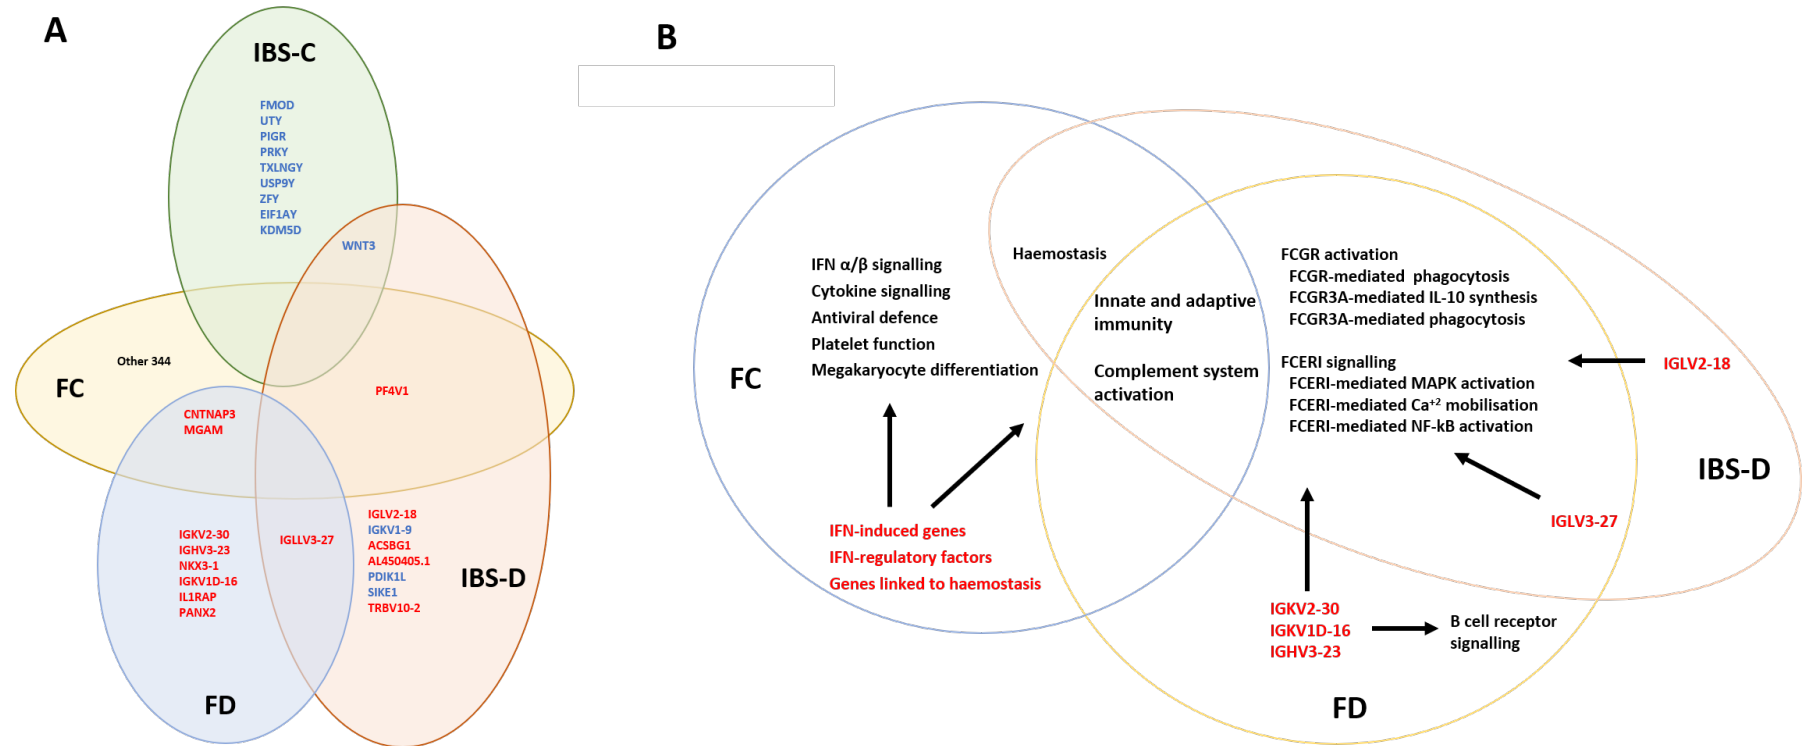 A
IBS-C
FMOD
UTY
PIGR
PRKY
TXLNGY
USP9Y
ZFY
EIF1AY
KDM5D
WNT3
Other 344
FC
PF4V1
CNTNAP3
MGAM
IGKV2-30
IGHV3-23
NKX3-1
IGKV1D-16
IL1RAP
PANX2
IGLLV3-27
IGLV2-18
IGKV1-9
ACSBG1
AL450405.1
PDIK1L
SIKE1
TRBV10-2
IBS-D
FD
B
FC
IFN α/β signalling
Cytokine signalling
Antiviral defence
Platelet function
Megakaryocyte differentiation
Haemostasis
Innate and adaptive
immunity
Complement system
activation
FCGR activation
FCGR-mediated phagocytosis
FCGR3A-mediated IL-10 synthesis
FCGR3A-mediated phagocytosis
FCERI signalling
FCERI-mediated MAPK activation
FCERI-mediated Ca⁺² mobilisation
FCERI-mediated NF-kB activation
IGLV2-18
IBS-D
IGLV3-27
IFN-induced genes
IFN-regulatory factors
Genes linked to haemostasis
IGKV2-30
IGKV1D-16
IGHV3-23
B cell receptor
signalling
FD